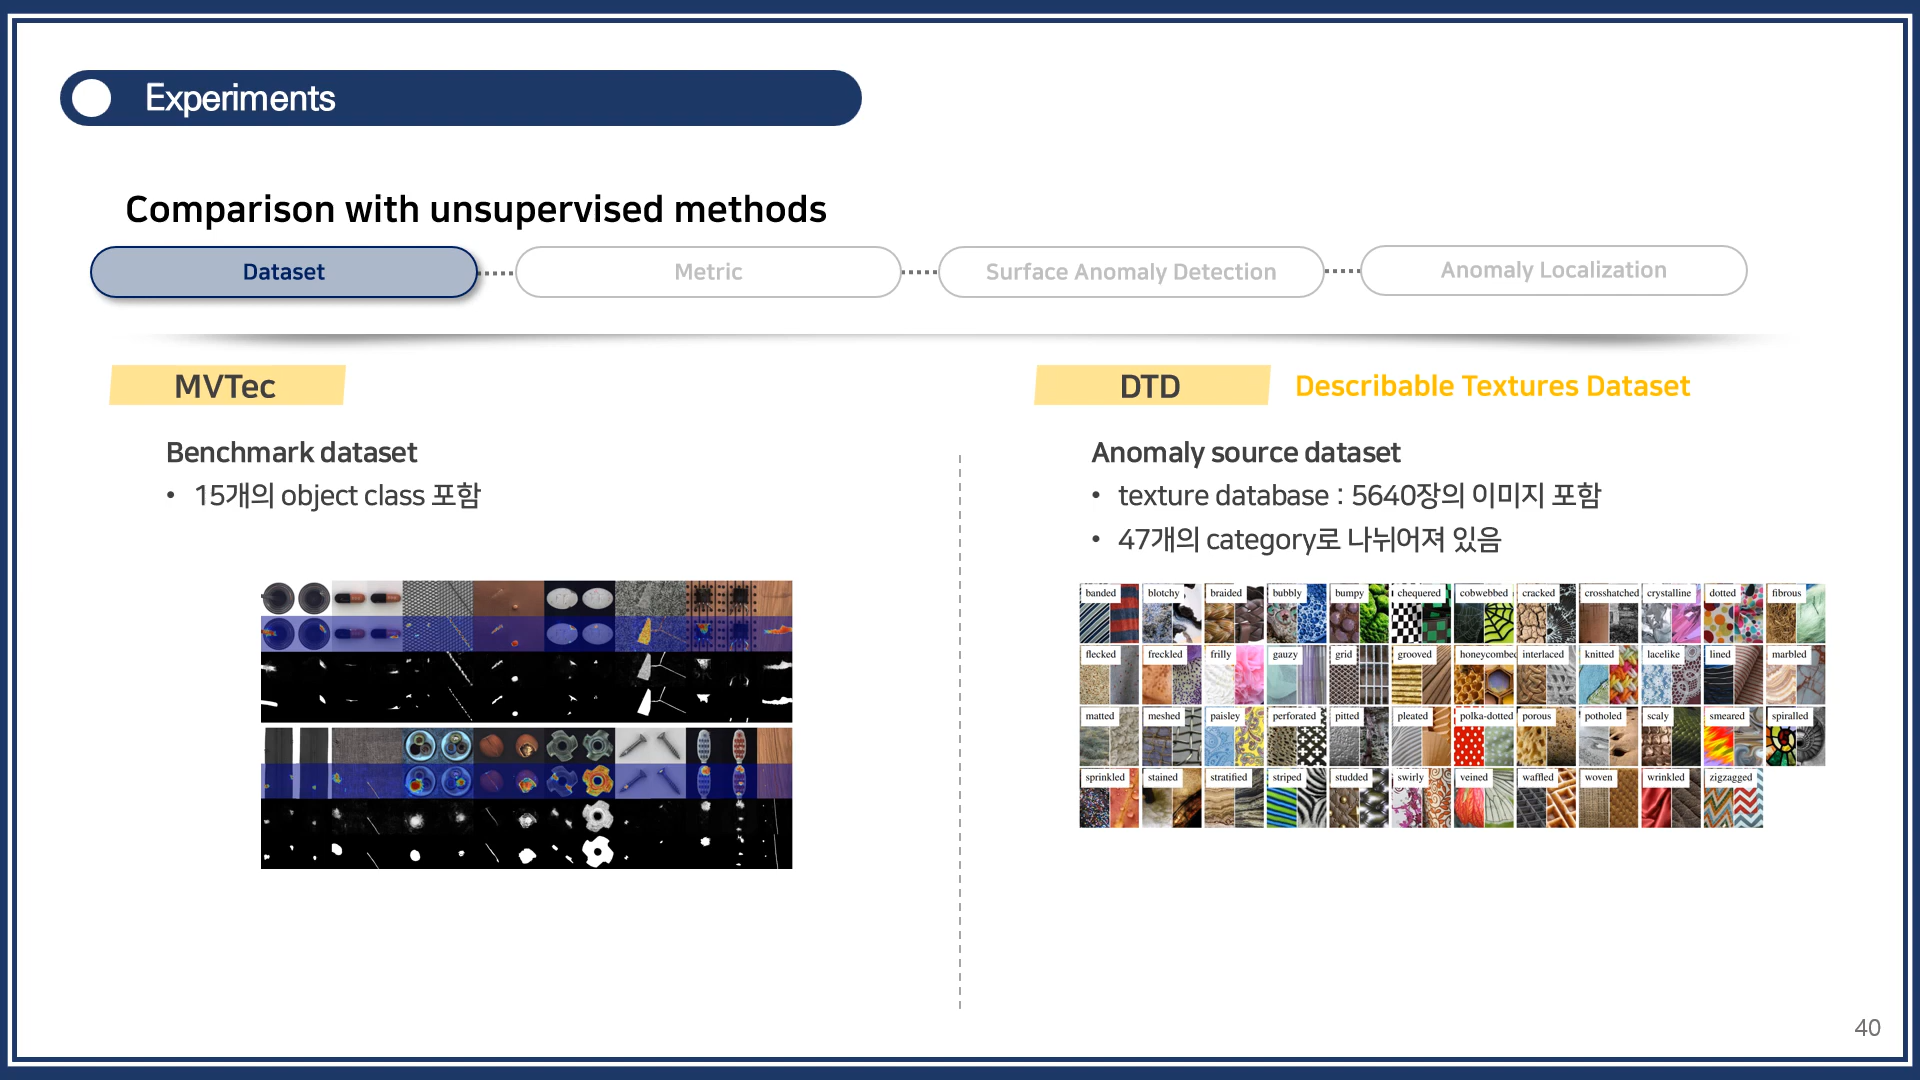 Experiments
Comparison with unsupervised methods
Dataset
Metric
Surface Anomaly Detection
Anomaly Localization
MVTec
Benchmark dataset
• 15개의 object class 포함
DTD
Describable Textures Dataset
Anomaly source dataset
• texture database : 5640장의 이미지 포함
• 47개의 category로 나뉘어져 있음
banded blotchy braided bubbly bumpy chequered cobwebbed cracked crosshatched crystalline dotted fibrous
flecked freckled frilly gauzy grid grooved honeycombed interlaced knitted lacelike lined marbled
matted meshed paisley perforated pitted pleated polka-dotted porous potholed scaly smeared spiralled
sprinkled stained stratified striped studded swirly veined waffled woven wrinkled zigzagged
40